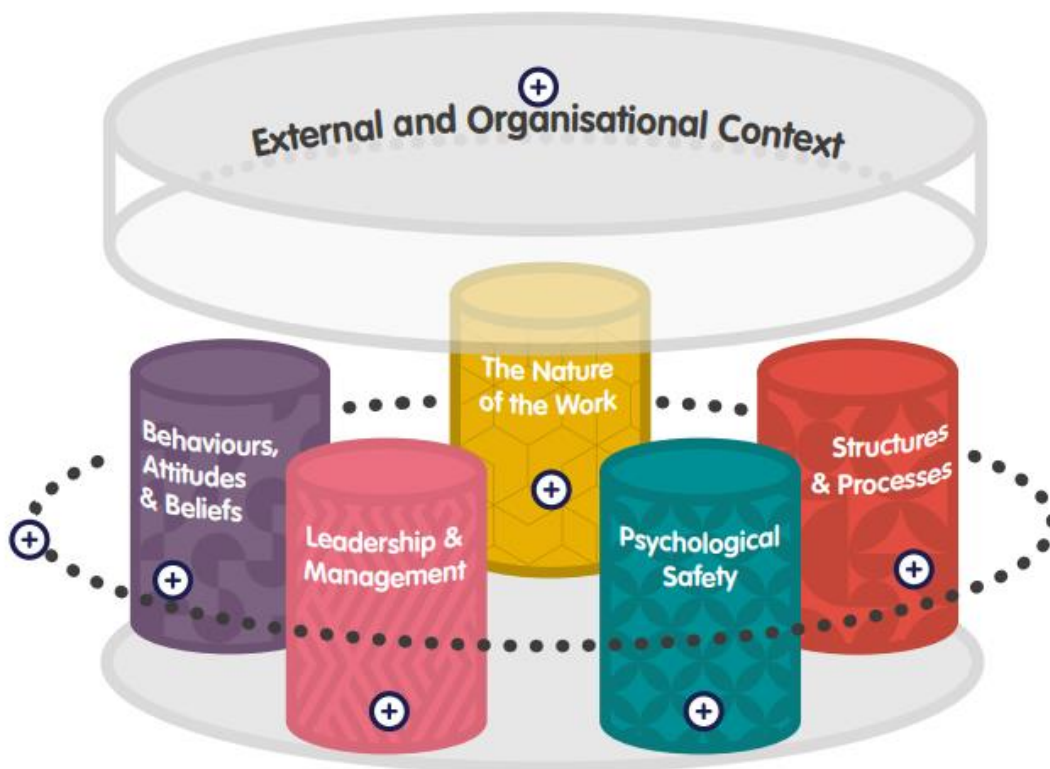 External and Organisational Context
The Nature
of the Work
Behaviours,
Attitudes
& Beliefs
Structures
& Processes
Leadership &
Management
Psychological
Safety